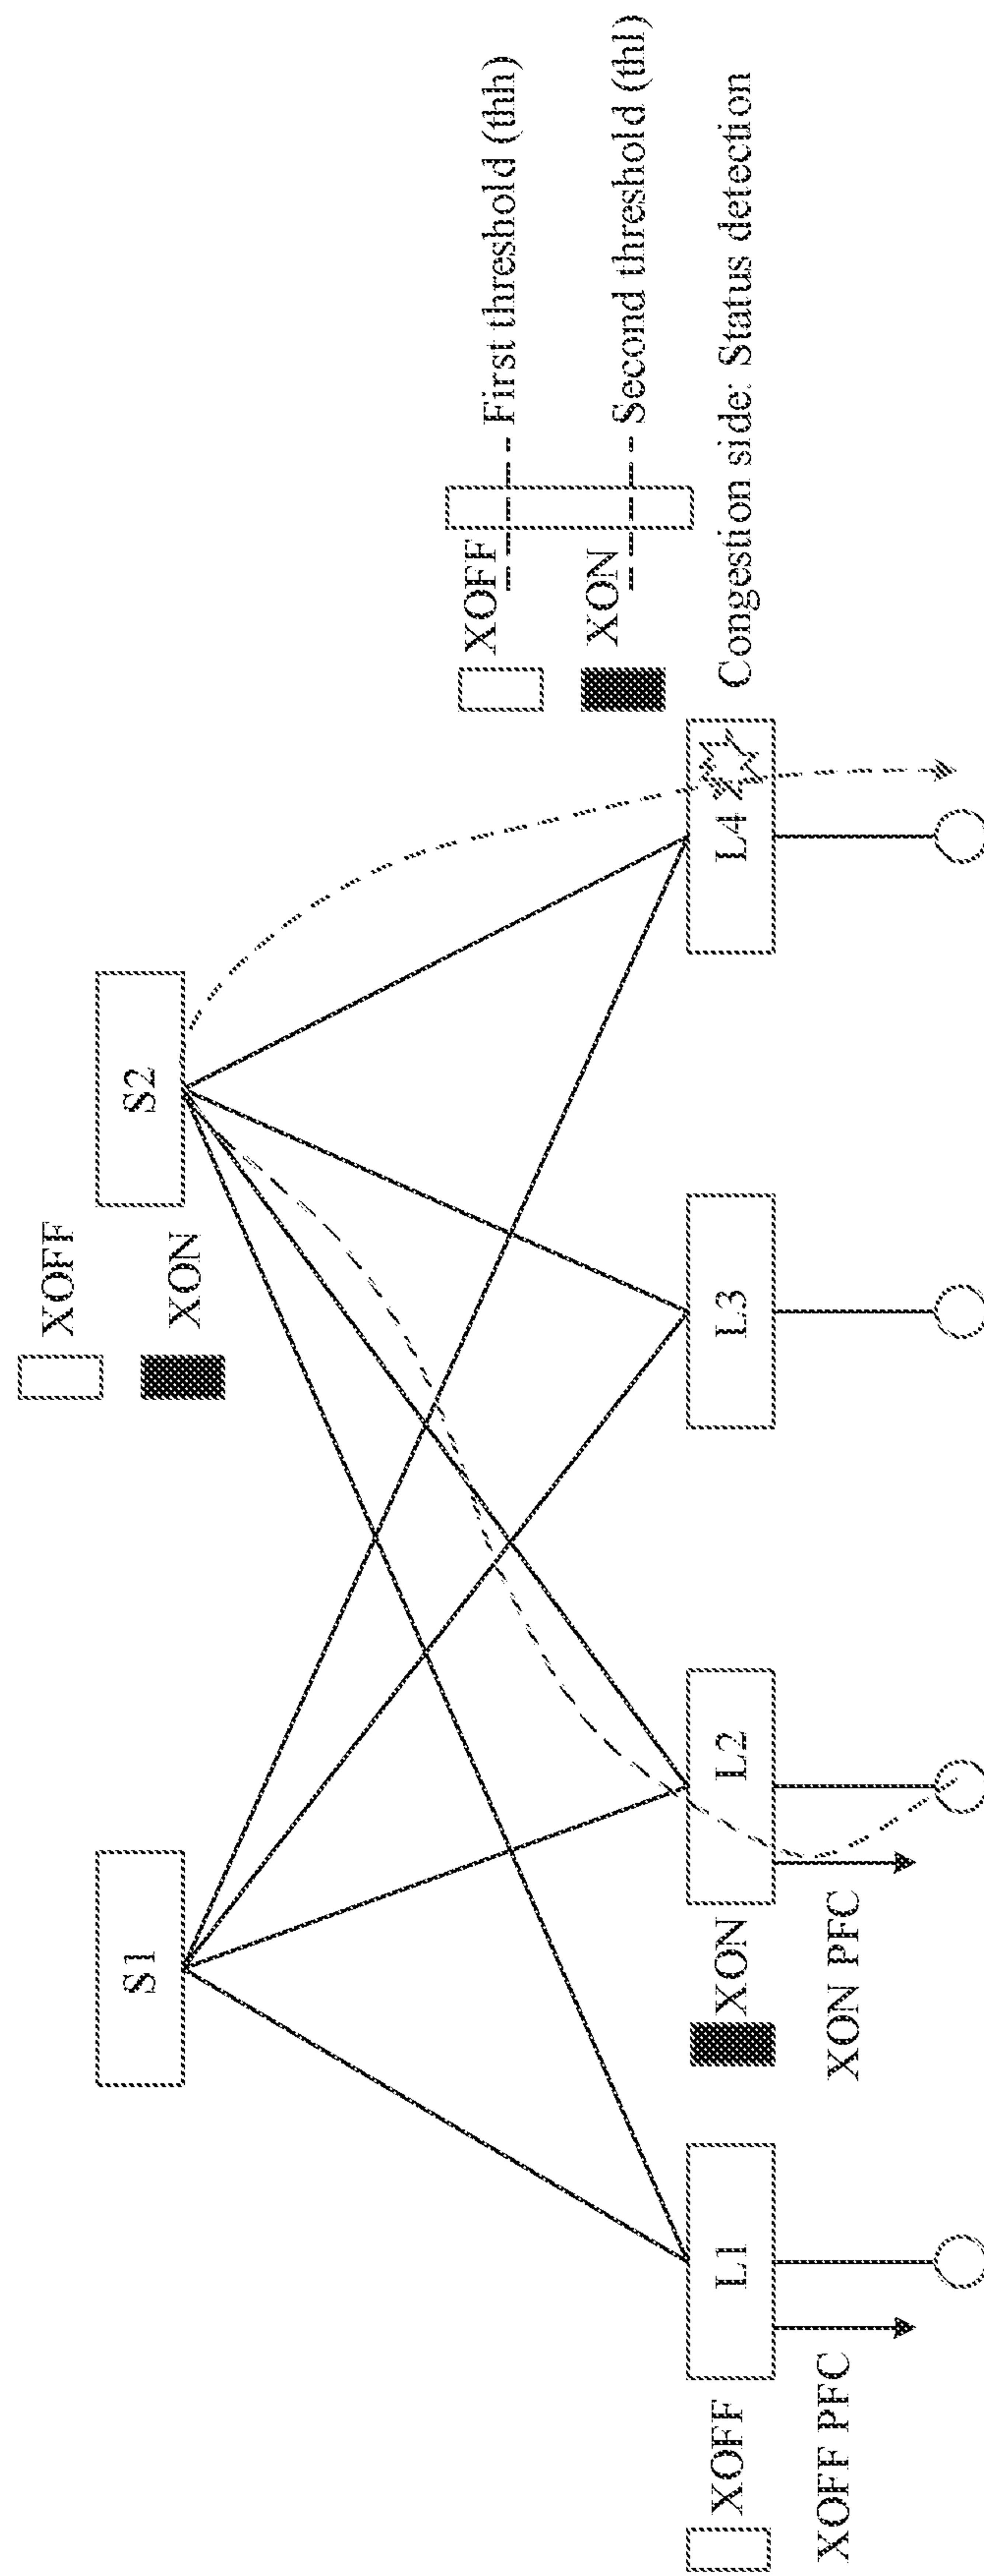 XOFF
XON
S1
S2
XOFF
First threshold (thh)
XON
Second threshold (thl)
XOFF
L1
XON
L2
L3
L4
Congestion side: Status detection
XOFF PFC
XON PFC